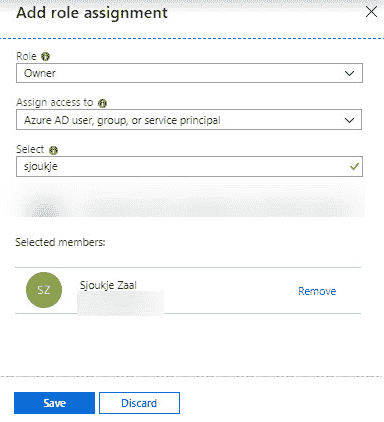 Add role assignment
Role
Owner
Assign access to
Azure AD user, group, or service principal
Select
sjoukje
Selected members:
SZ
Sjoukje Zaal
Remove
Save
Discard